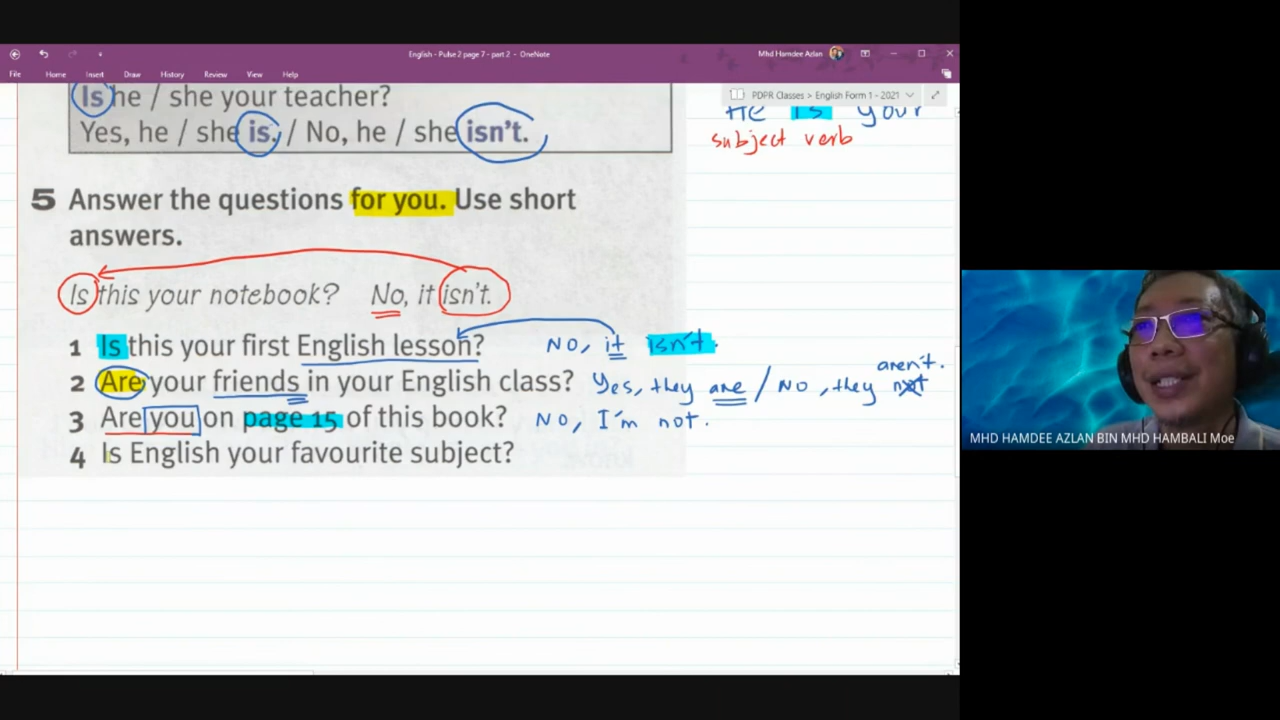 English - Pulse 2 page 7 - part 2 - OneNote
Mhd Hamdee Azlan
File Home Insert Draw History Review View Help
PDPR Classes > English Form 1 - 2021
Is he / she your teacher?
He is your
Yes, he / she is. / No, he / she isn't.
subject verb
5 Answer the questions for you. Use short
answers.
Is this your notebook? No, it isn't.
1 Is this your first English lesson? No, it isn't.
2 Are your friends in your English class? Yes, they are / No, they aren't.
3 Are you on page 15 of this book? No, I'm not.
4 Is English your favourite subject?
MHD HAMDEE AZLAN BIN MHD HAMBALI Moe